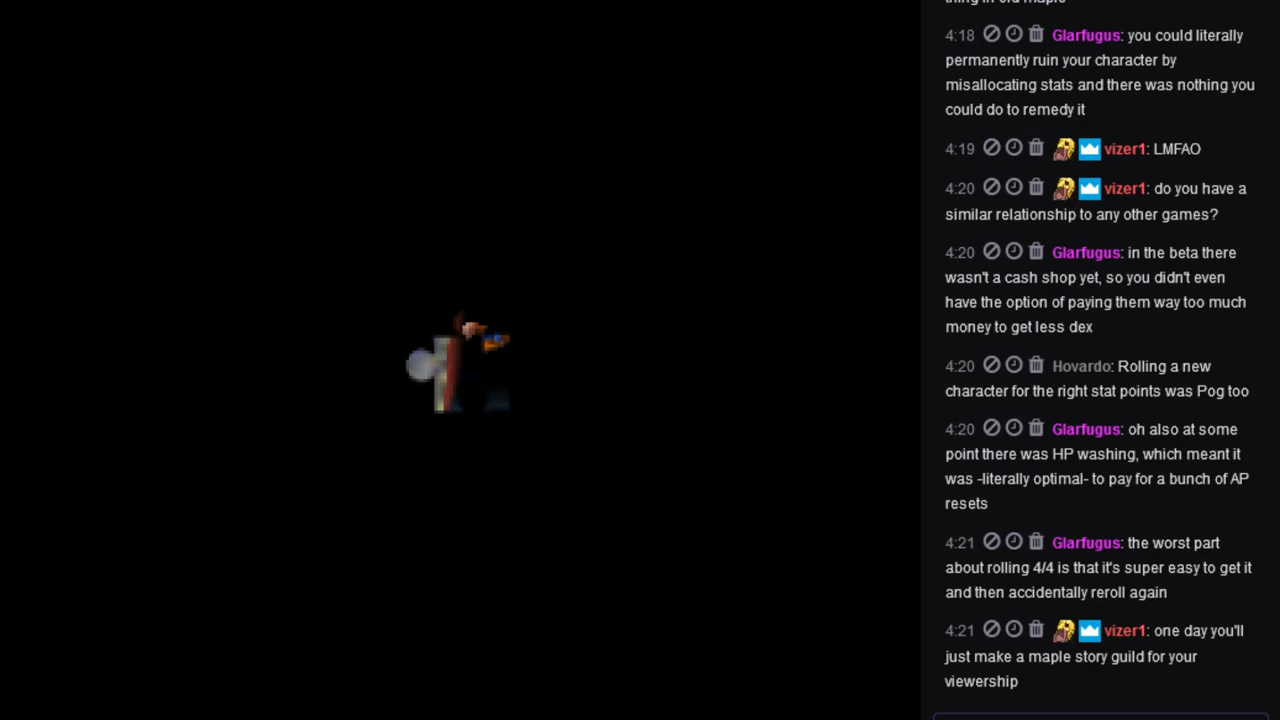 4:18 Glarfugus: you could literally
permanently ruin your character by
misallocating stats and there was nothing you
could do to remedy it
4:19 vizer1: LMFAO
4:20 vizer1: do you have a
similar relationship to any other games?
4:20 Glarfugus: in the beta there
wasn't a cash shop yet, so you didn't even
have the option of paying them way too much
money to get less dex
4:20 Hovardo: Rolling a new
character for the right stat points was Pog too
4:20 Glarfugus: oh also at some
point there was HP washing, which meant it
was -literally optimal- to pay for a bunch of AP
resets
4:21 Glarfugus: the worst part
about rolling 4/4 is that it's super easy to get it
and then accidentally reroll again
4:21 vizer1: one day you'll
just make a maple story guild for your
viewership